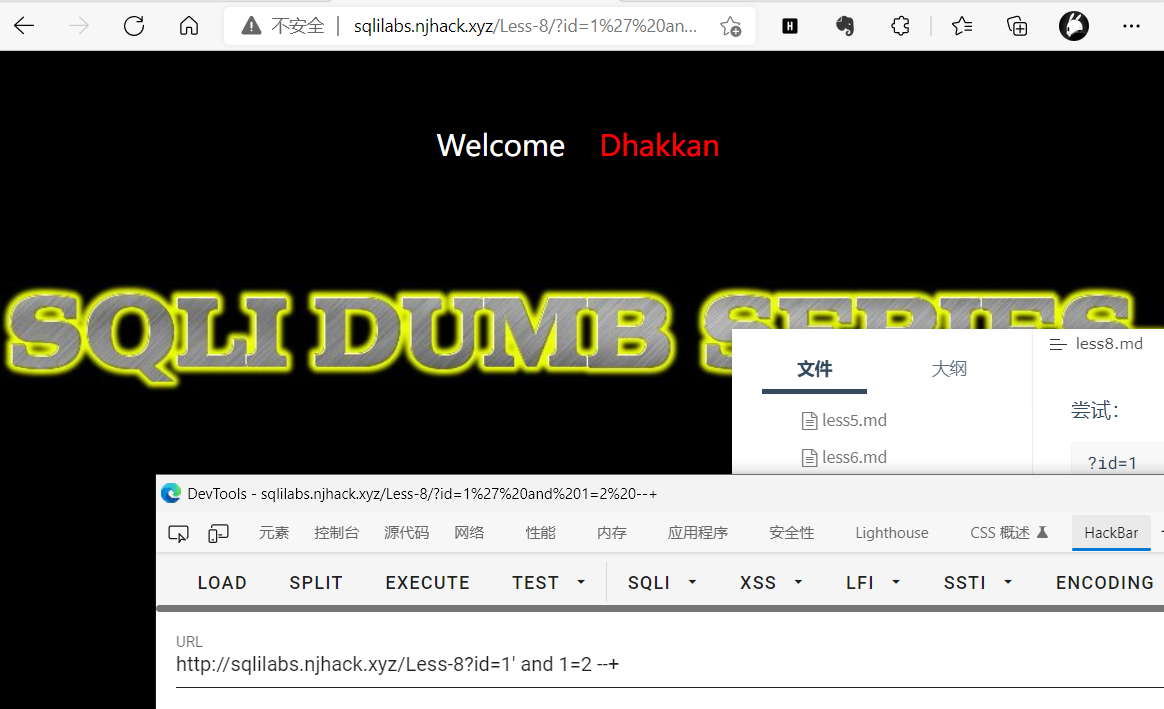 不安全 | sqlilabs.njhack.xyz/Less-8/?id=1%27%20an...
Welcome Dhakkan
SQLI DUMB SERIES
文件 大纲 less8.md
尝试：
less5.md
?id=1
less6.md
DevTools - sqlilabs.njhack.xyz/Less-8/?id=1%27%20and%201=2%20--+
元素 控制台 源代码 网络 性能 内存 应用程序 安全性 Lighthouse CSS 概述 HackBar
LOAD SPLIT EXECUTE TEST SQLI XSS LFI SSTI ENCODING
URL
http://sqlilabs.njhack.xyz/Less-8?id=1' and 1=2 --+